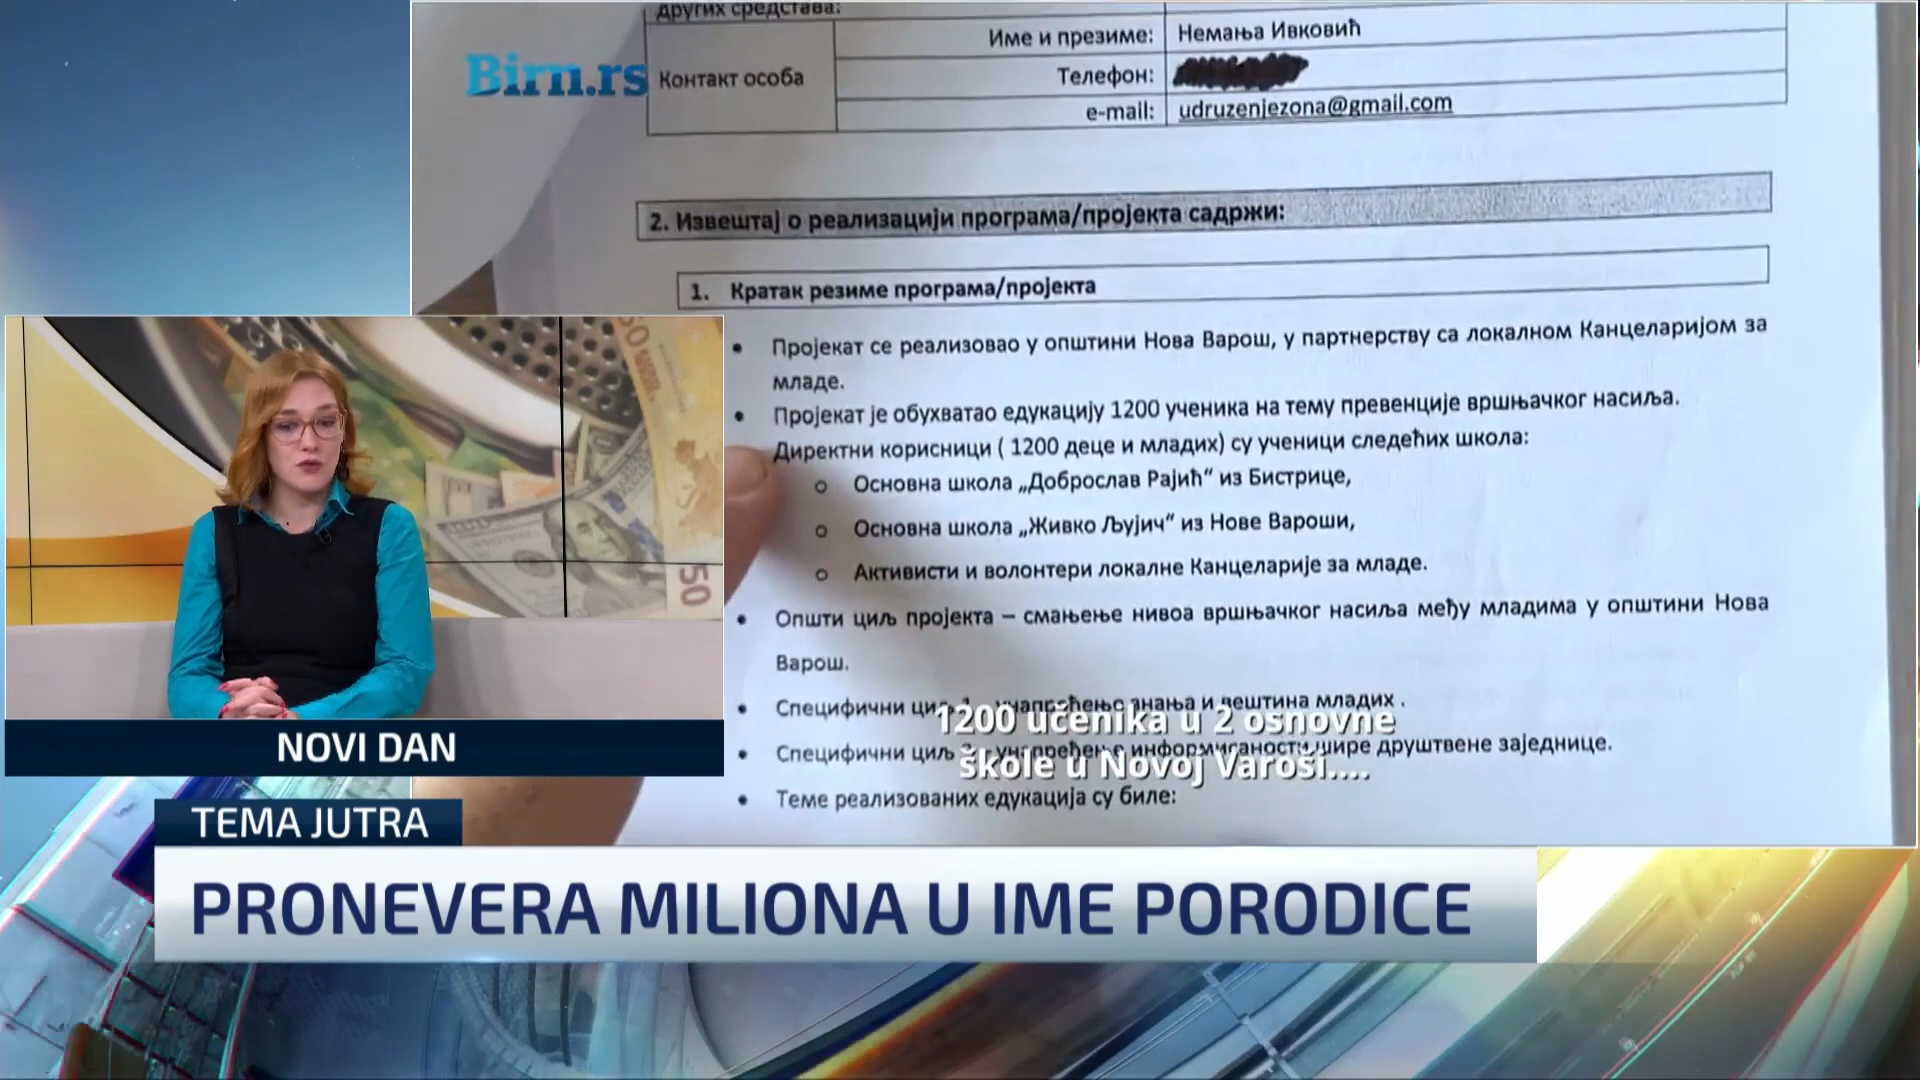 других средстава:
Birn.rs
Контакт особа
Име и презиме:
Немања Ивковић
Телефон:
e-mail:
udruzenjezona@gmail.com
2. Извештај о реализацији програма/пројекта садржи:
1. Кратак резиме програма/пројекта
• Пројекат се реализовао у општини Нова Варош, у партнерству са локалном Канцеларијом за
младе.
• Пројекат је обухватао едукацију 1200 ученика на тему превенције вршњачког насиља.
Директни корисници ( 1200 деце и младих) су ученици следећих школа:
o Основна школа „Доброслав Рајић“ из Бистрице,
o Основна школа „Живко Љујич“ из Нове Вароши,
o Активисти и волонтери локалне Канцеларије за младе.
• Општи циљ пројекта – смањење нивоа вршњачког насиља међу младима у општини Нова
Варош.
• Специфични знања и вештина младих .
1200 učenika u 2 osnovne
• Специфични циљ информисаности шире друштвене заједнице.
škole u Novoj Varoši....
• Теме реализованих едукација су биле:
50
50
NOVI DAN
TEMA JUTRA
PRONEVERA MILIONA U IME PORODICE